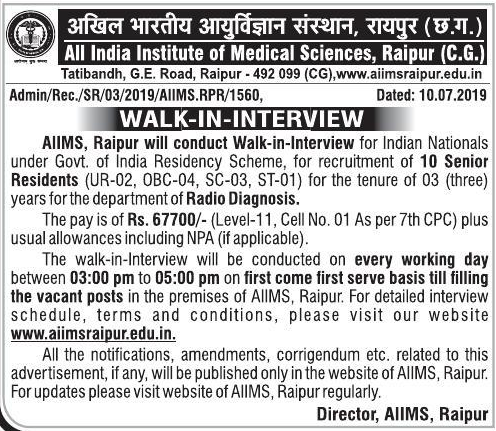 अखिल भारतीय आयुर्विज्ञान संस्थान, रायपुर (छ.ग.)
All India Institute of Medical Sciences, Raipur (C.G.)
Tatibandh, G.E. Road, Raipur - 492 099 (CG),www.aiimsraipur.edu.in
Admin/Rec./SR/03/2019/AIIMS.RPR/1560, Dated: 10.07.2019
WALK-IN-INTERVIEW
AIIMS, Raipur will conduct Walk-in-Interview for Indian Nationals
under Govt. of India Residency Scheme, for recruitment of 10 Senior
Residents (UR-02, OBC-04, SC-03, ST-01) for the tenure of 03 (three)
years for the department of Radio Diagnosis.
The pay is of Rs. 67700/- (Level-11, Cell No. 01 As per 7th CPC) plus
usual allowances including NPA (if applicable).
The walk-in-Interview will be conducted on every working day
between 03:00 pm to 05:00 pm on first come first serve basis till filling
the vacant posts in the premises of AIIMS, Raipur. For detailed interview
schedule, terms and conditions, please visit our website
www.aiimsraipur.edu.in.
All the notifications, amendments, corrigendum etc. related to this
advertisement, if any, will be published only in the website of AIIMS, Raipur.
For updates please visit website of AIIMS, Raipur regularly.
Director, AIIMS, Raipur